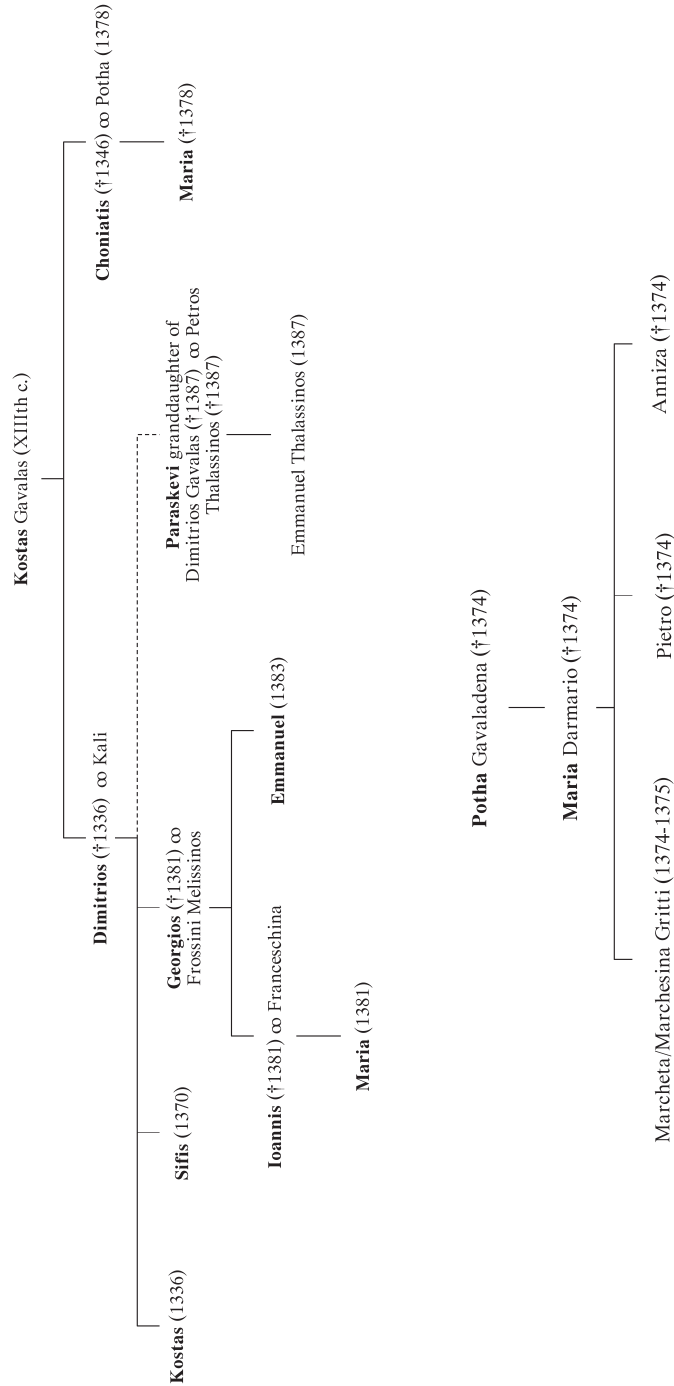 Kostas Gavalas (XIIIth c.)
Dimitrios (†1336) ∞ Kali
Choniatis (†1346) ∞ Potha (1378)
Kostas (1336)
Sifis (1370)
Georgios (†1381) ∞
Frossini Melissinos
Paraskevi granddaughter of
Dimitrios Gavalas (†1387) ∞ Petros
Thalassinos (†1387)
Maria (†1378)
Ioannis (†1381) ∞ Franceschina
Emmanuel (1383)
Emmanuel Thalassinos (1387)
Maria (1381)
Potha Gavaladena (†1374)
Maria Darmario (†1374)
Marcheta/Marchesina Gritti (1374-1375)
Pietro (†1374)
Anniza (†1374)